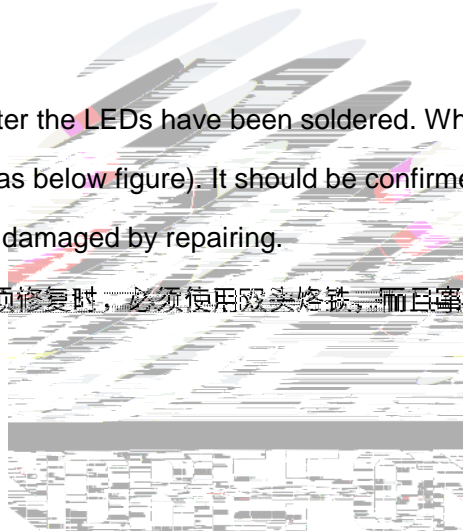 ter the LEDs have been soldered. Wh
as below figure). It should be confirme
damaged by repairing.
须修复时，必须使用双头烙铁，而且事